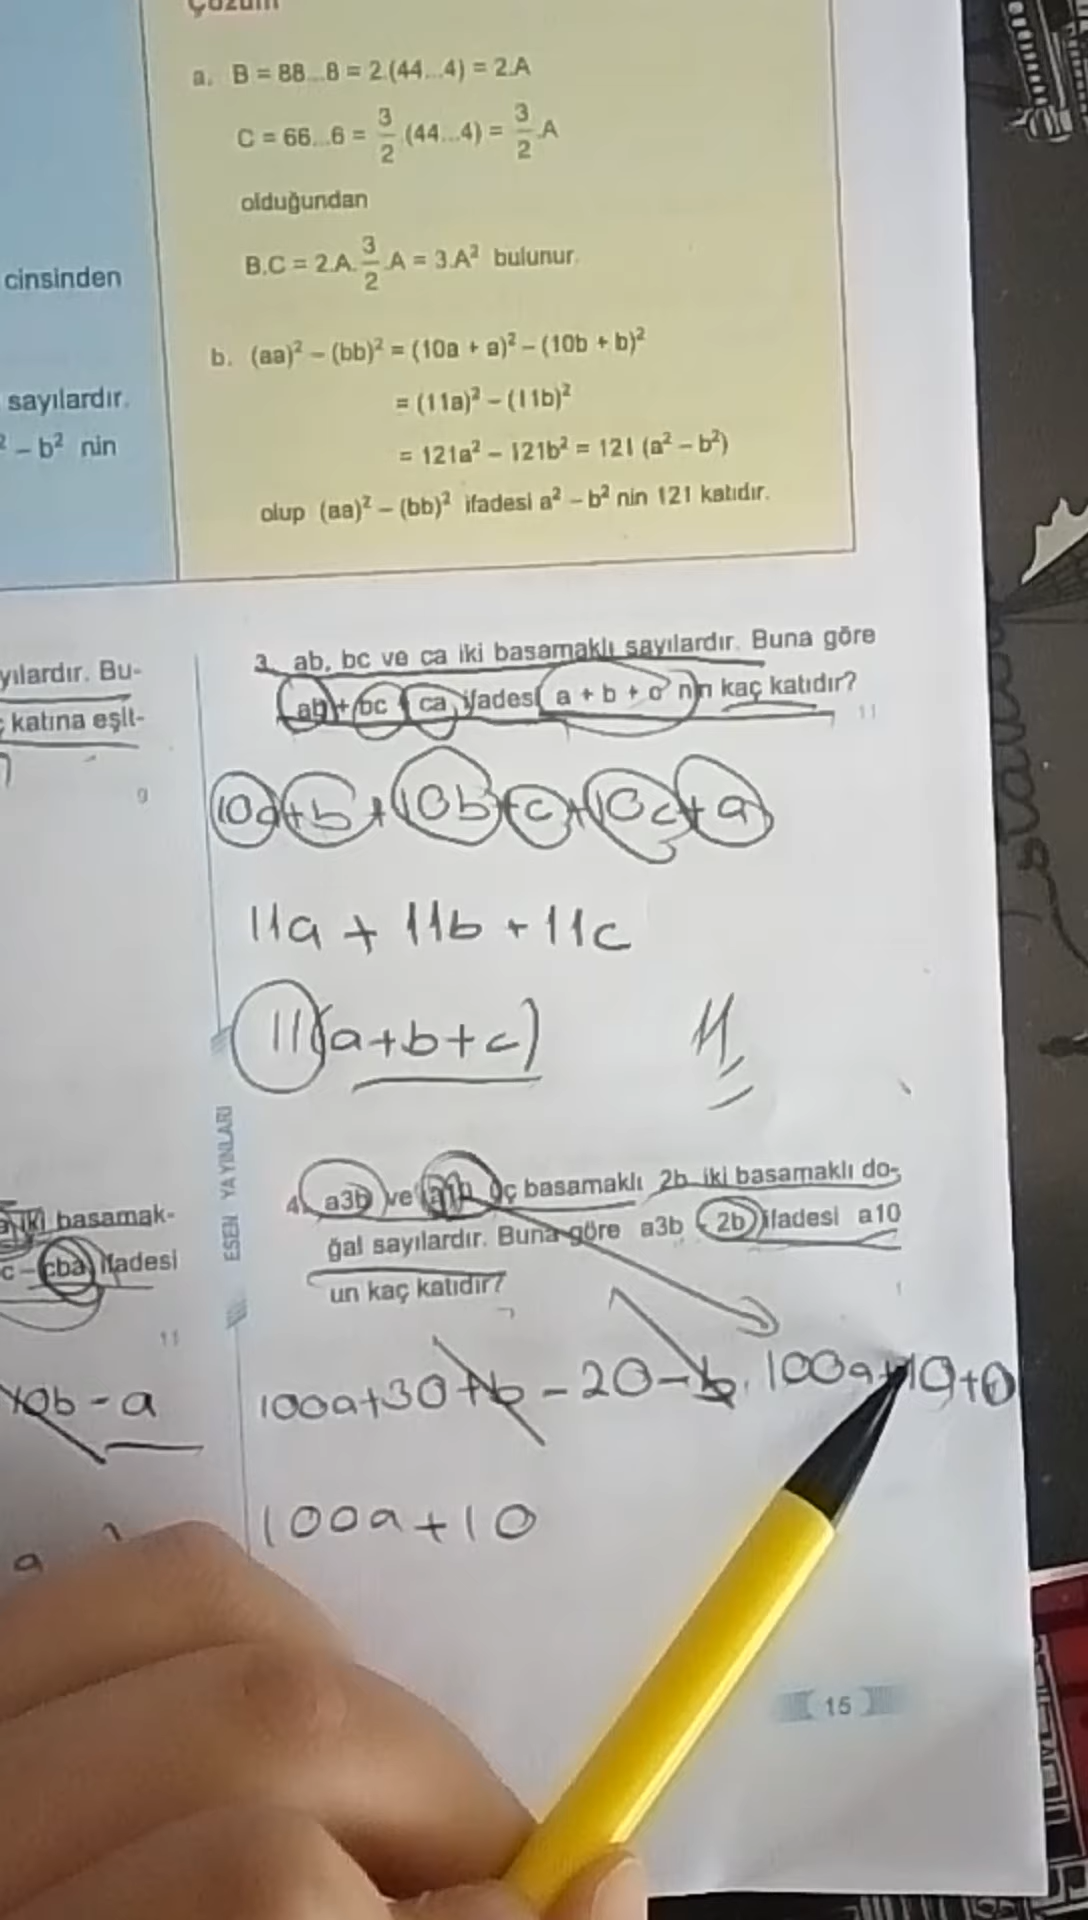 Çözüm
a. B = 88...8 = 2.(44...4) = 2.A
C = 66...6 = 3/2 .(44...4) = 3/2 .A
olduğundan
B.C = 2.A. 3/2 .A = 3.A² bulunur.
b. (aa)² – (bb)² = (10a + a)² – (10b + b)²
= (11a)² – (11b)²
= 121a² – 121b² = 121 (a² – b²)
olup (aa)² – (bb)² ifadesi a² – b² nin 121 katıdır.
cinsinden
sayılardır.
² – b² nin
yılardır. Bu-
katına eşit-
9
3. ab, bc ve ca iki basamaklı sayılardır. Buna göre
ab + bc + ca ifadesi a + b + c nin kaç katıdır?
11
10a+b+10b+c+10c+a
11a + 11b + 11c
11(a+b+c)
11
ESEN YAYINLARI
iki basamak-
c – cba ifadesi
11
10b - a
a
4. a3b ve a10 üç basamaklı 2b iki basamaklı do-
ğal sayılardır. Buna göre a3b – 2b ifadesi a10
un kaç katıdır?
1
100a+30+b-20-b 100a+10+0
100a+10
15